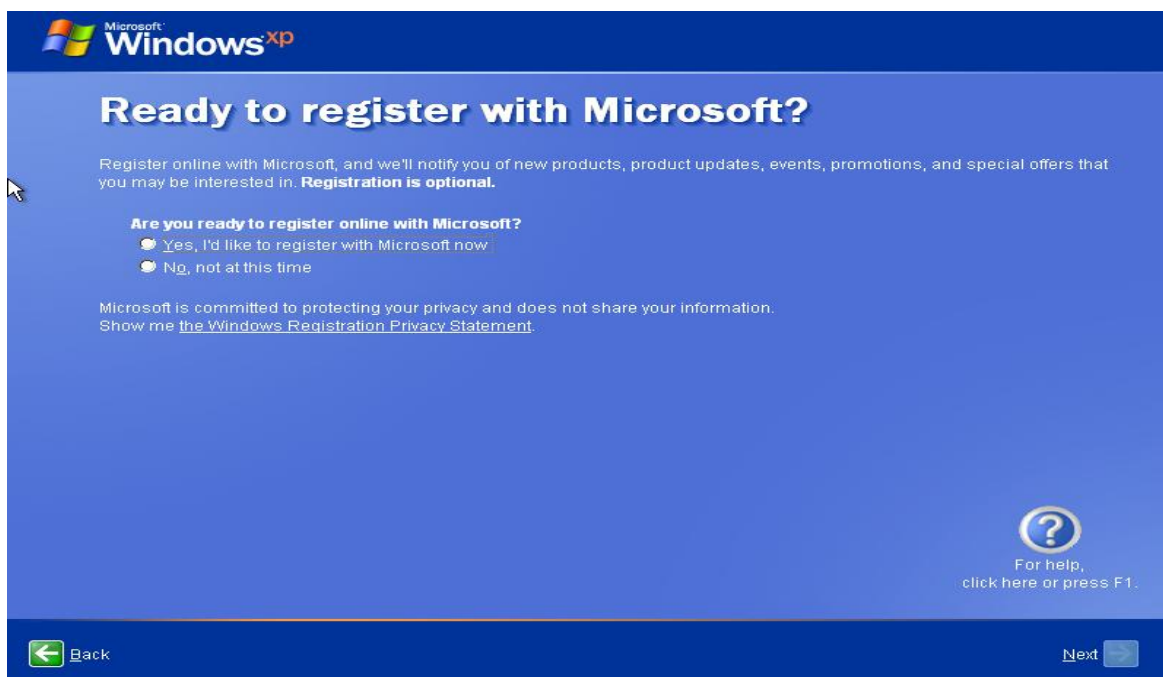 Microsoft
Windows xp
Ready to register with Microsoft?
Register online with Microsoft, and we'll notify you of new products, product updates, events, promotions, and special offers that
you may be interested in. Registration is optional.
Are you ready to register online with Microsoft?
Yes, I'd like to register with Microsoft now
No, not at this time
Microsoft is committed to protecting your privacy and does not share your information.
Show me the Windows Registration Privacy Statement.
?
For help,
click here or press F1.
Back
Next